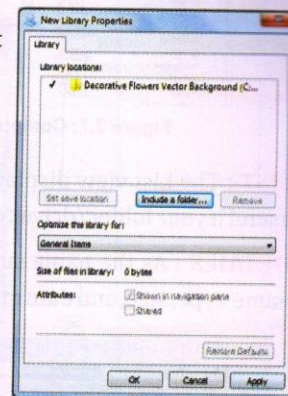 New Library Properties
Library
Library locations:
Decorative Flowers Vector Background (C:...
Set save location Include a folder... Remove
Optimize this library for:
General Items
Size of files in library: 0 bytes
Attributes: Shown in navigation pane
Shared
Restore Defaults
OK Cancel Apply